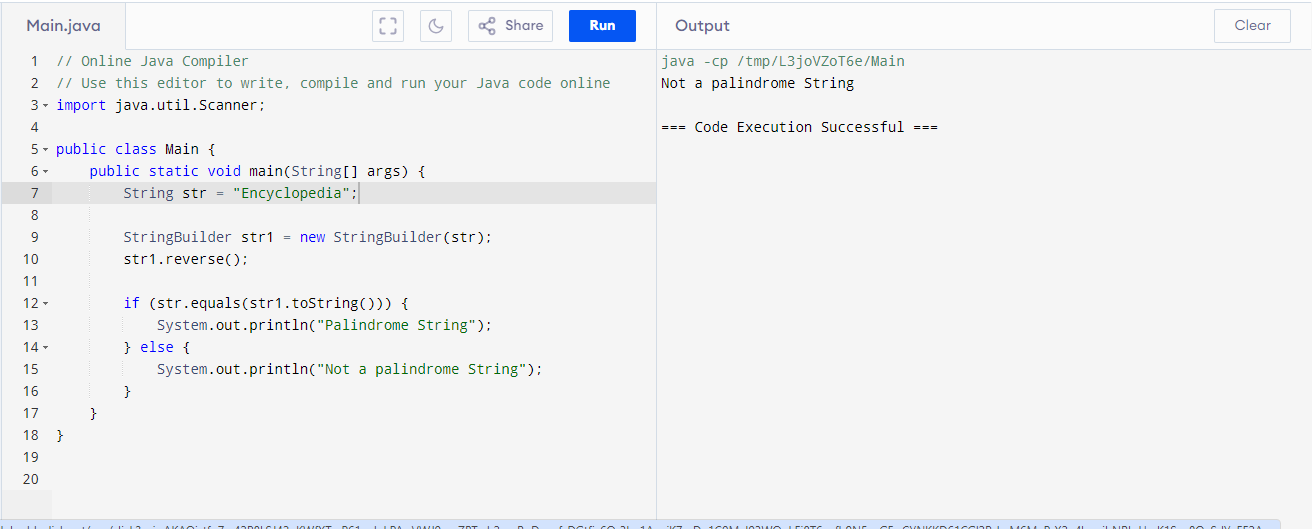 Main.java
Share
Run
Output
Clear
1 // Online Java Compiler
2 // Use this editor to write, compile and run your Java code online
3 import java.util.Scanner;
4
5 public class Main {
6 public static void main(String[] args) {
7 String str = "Encyclopedia";
8
9 StringBuilder str1 = new StringBuilder(str);
10 str1.reverse();
11
12 if (str.equals(str1.toString())) {
13 System.out.println("Palindrome String");
14 } else {
15 System.out.println("Not a palindrome String");
16 }
17 }
18 }
19
20
java -cp /tmp/L3joVZoT6e/Main
Not a palindrome String
=== Code Execution Successful ===